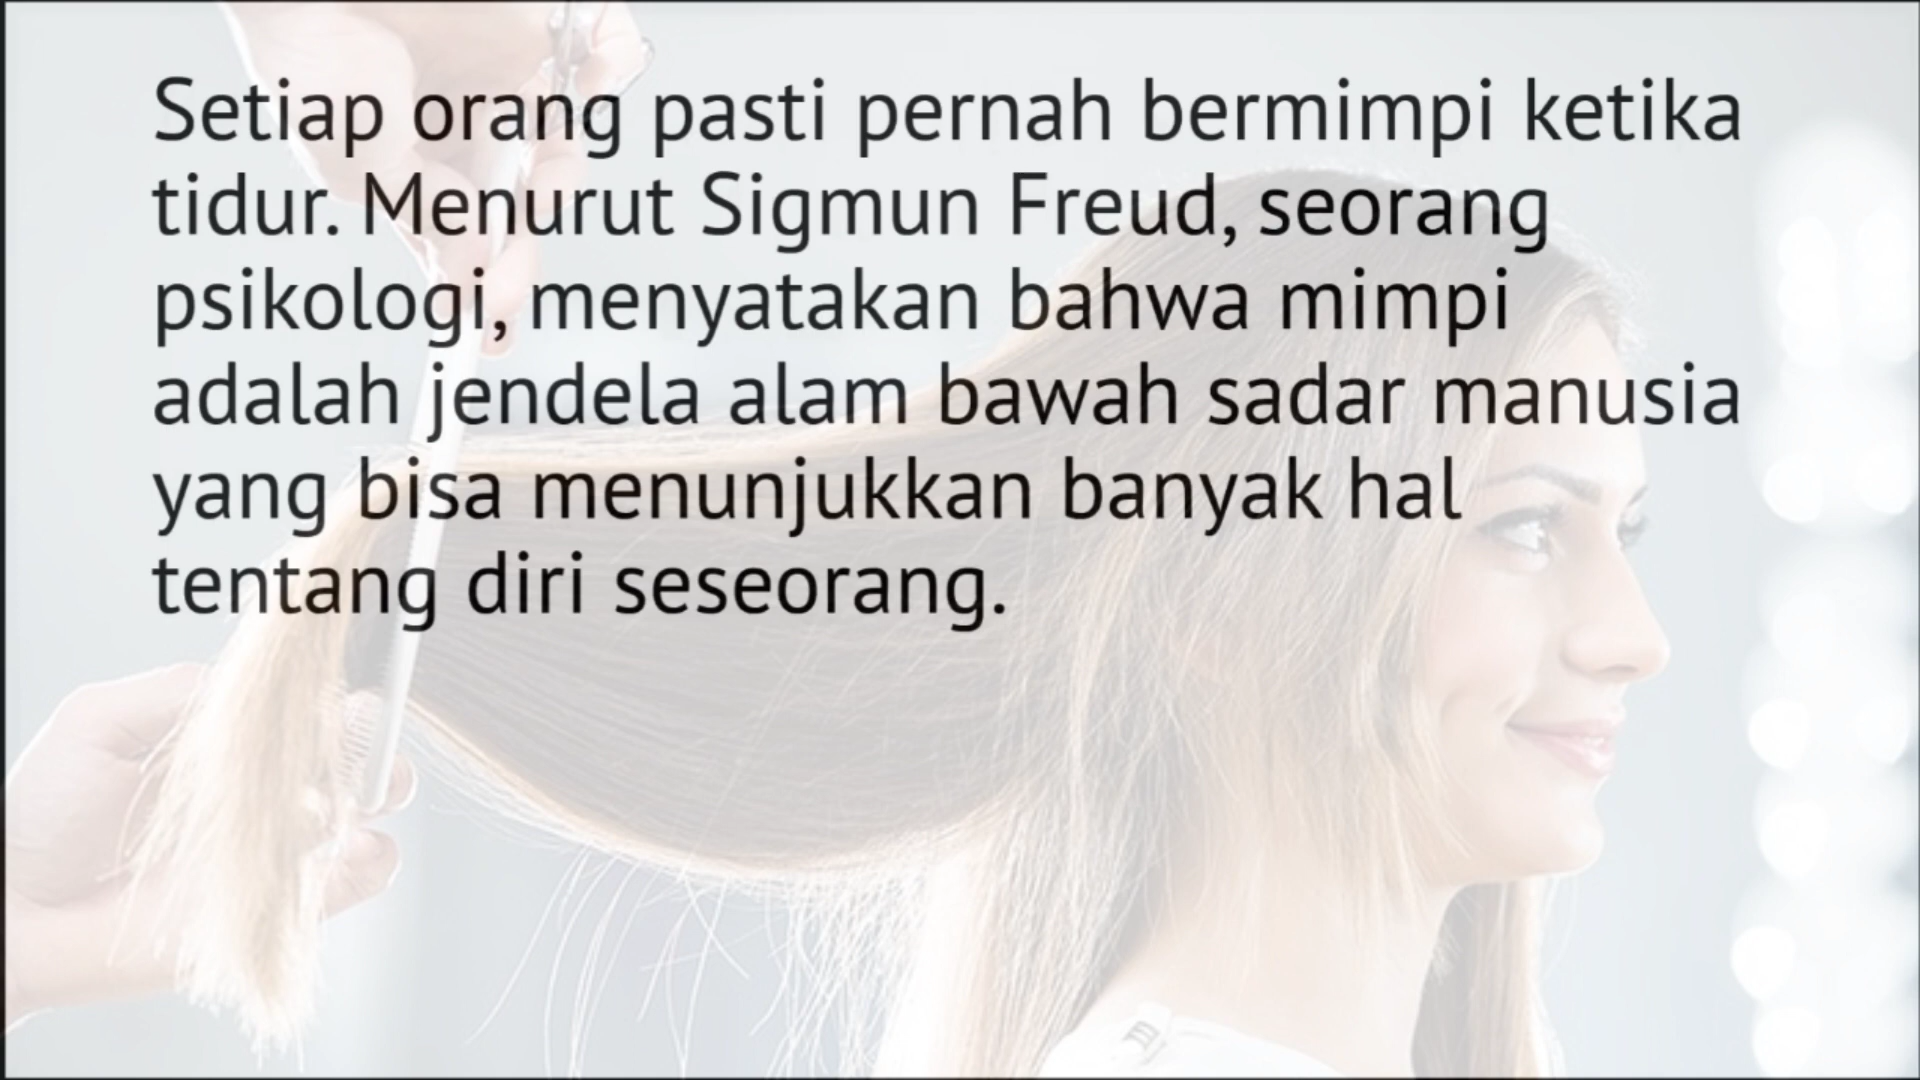 Setiap orang pasti pernah bermimpi ketika
tidur. Menurut Sigmun Freud, seorang
psikologi, menyatakan bahwa mimpi
adalah jendela alam bawah sadar manusia
yang bisa menunjukkan banyak hal
tentang diri seseorang.